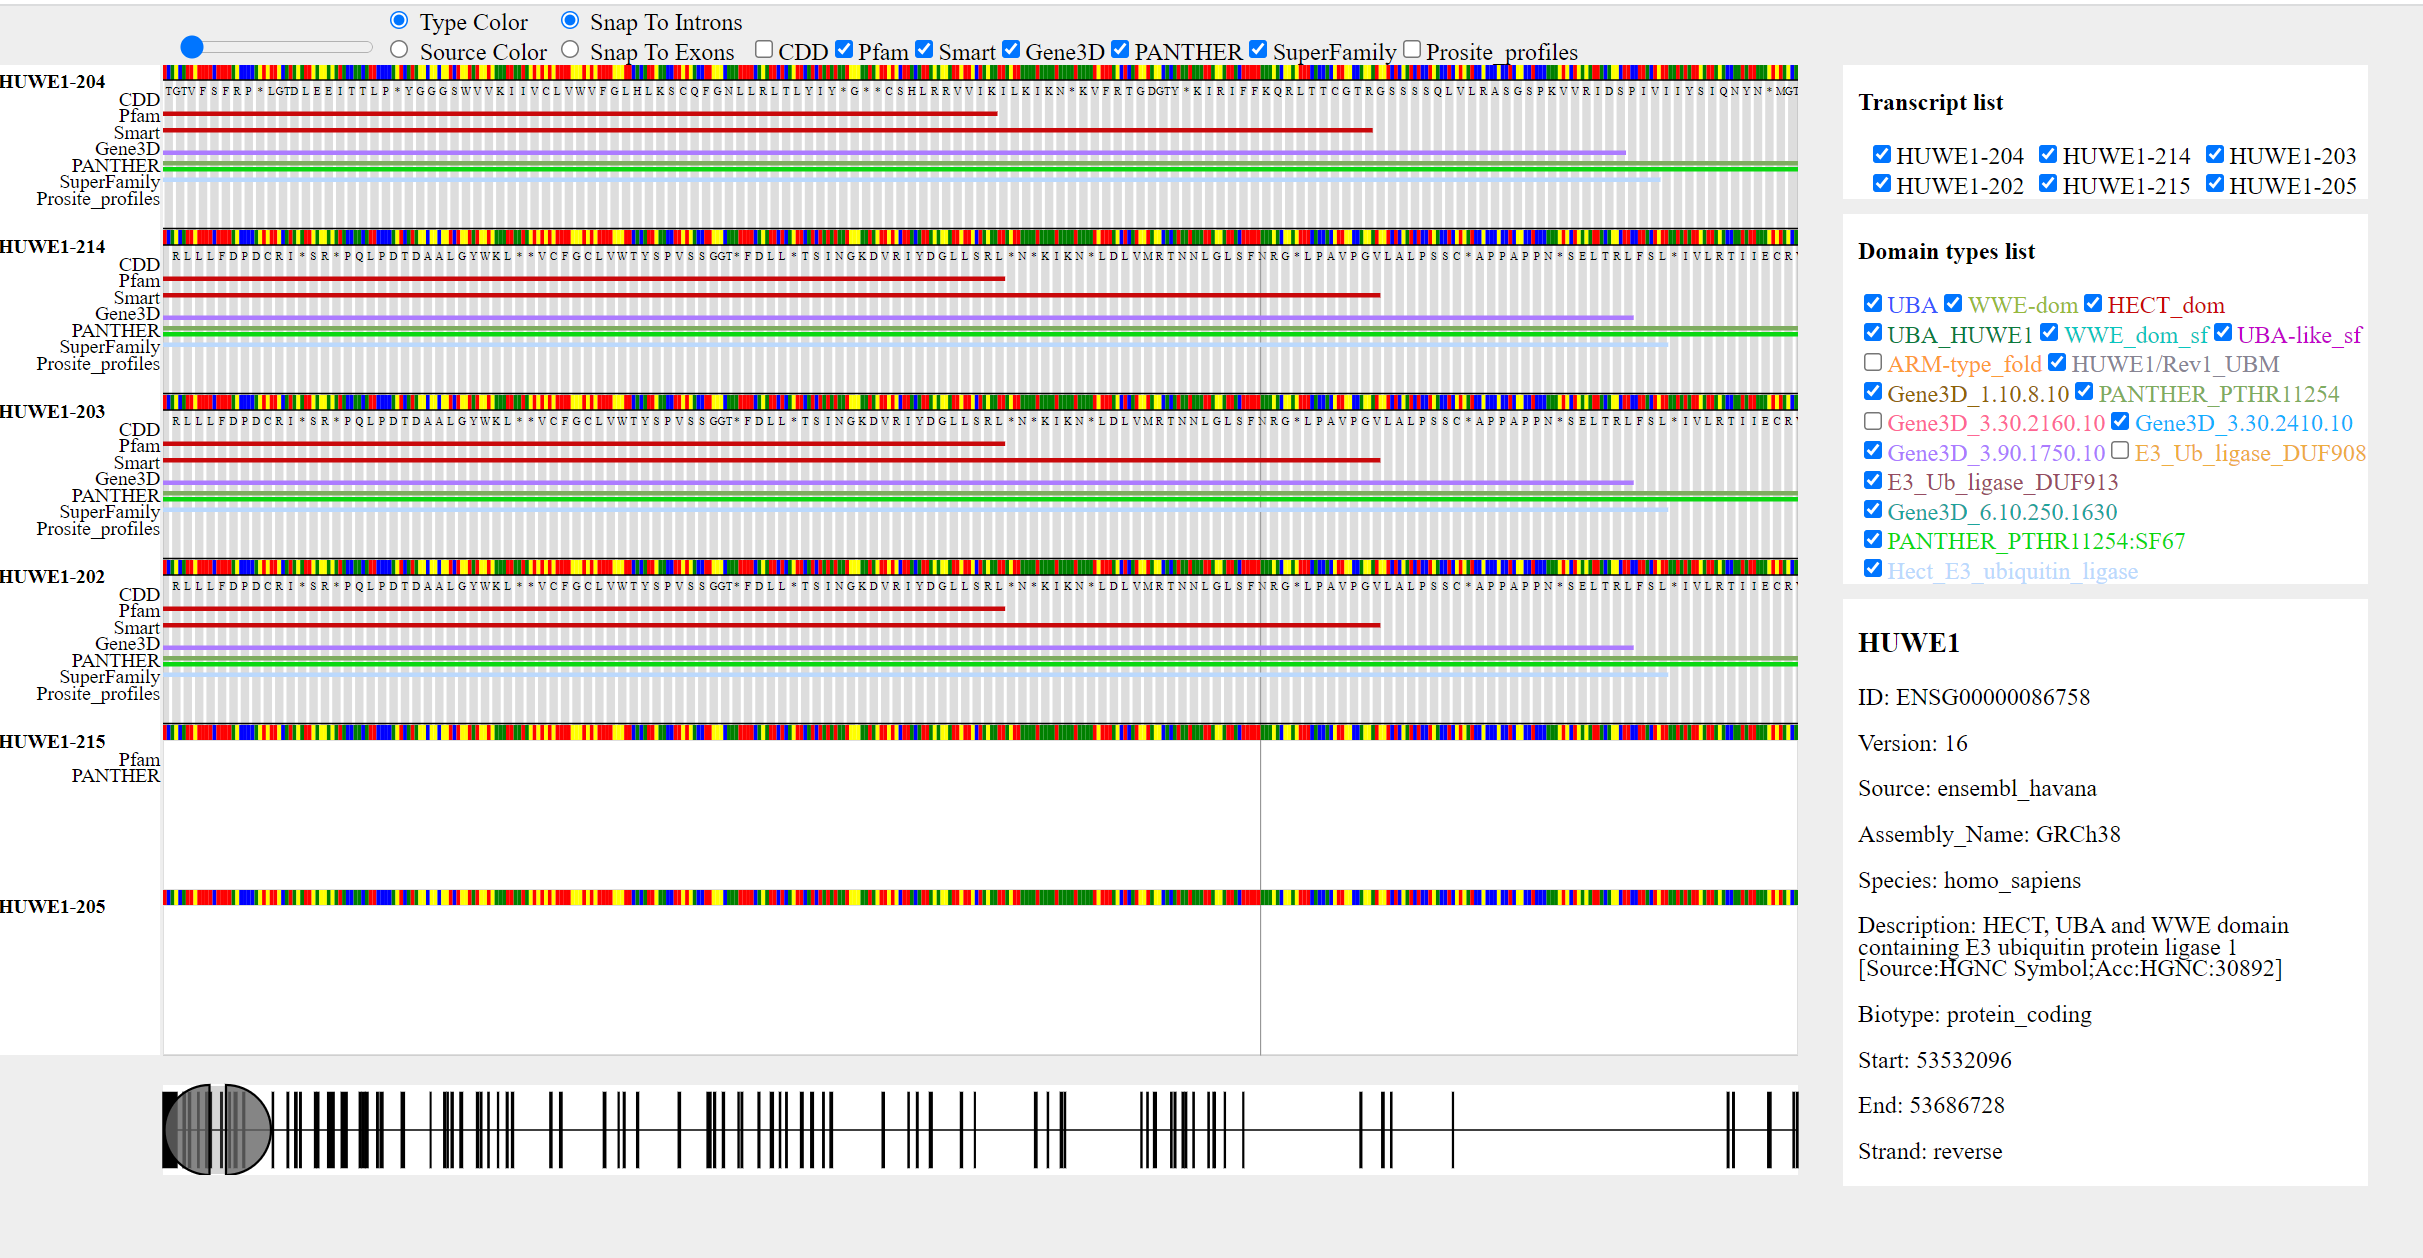 Type Color Snap To Introns
Source Color Snap To Exons CDD Pfam Smart Gene3D PANTHER SuperFamily Prosite_profiles
HUWE1-204
CDD
Pfam
Smart
Gene3D
PANTHER
SuperFamily
Prosite_profiles
HUWE1-214
CDD
Pfam
Smart
Gene3D
PANTHER
SuperFamily
Prosite_profiles
HUWE1-203
CDD
Pfam
Smart
Gene3D
PANTHER
SuperFamily
Prosite_profiles
HUWE1-202
CDD
Pfam
Smart
Gene3D
PANTHER
SuperFamily
Prosite_profiles
HUWE1-215
Pfam
PANTHER
HUWE1-205
Transcript list
HUWE1-204 HUWE1-214 HUWE1-203
HUWE1-202 HUWE1-215 HUWE1-205
Domain types list
UBA WWE-dom HECT_dom
UBA_HUWE1 WWE_dom_sf UBA-like_sf
ARM-type_fold HUWE1/Rev1_UBM
Gene3D_1.10.8.10 PANTHER_PTHR11254
Gene3D_3.30.2160.10 Gene3D_3.30.2410.10
Gene3D_3.90.1750.10 E3_Ub_ligase_DUF908
E3_Ub_ligase_DUF913
Gene3D_6.10.250.1630
PANTHER_PTHR11254:SF67
Hect_E3_ubiquitin_ligase
HUWE1
ID: ENSG00000086758
Version: 16
Source: ensembl_havana
Assembly_Name: GRCh38
Species: homo_sapiens
Description: HECT, UBA and WWE domain
containing E3 ubiquitin protein ligase 1
[Source:HGNC Symbol;Acc:HGNC:30892]
Biotype: protein_coding
Start: 53532096
End: 53686728
Strand: reverse